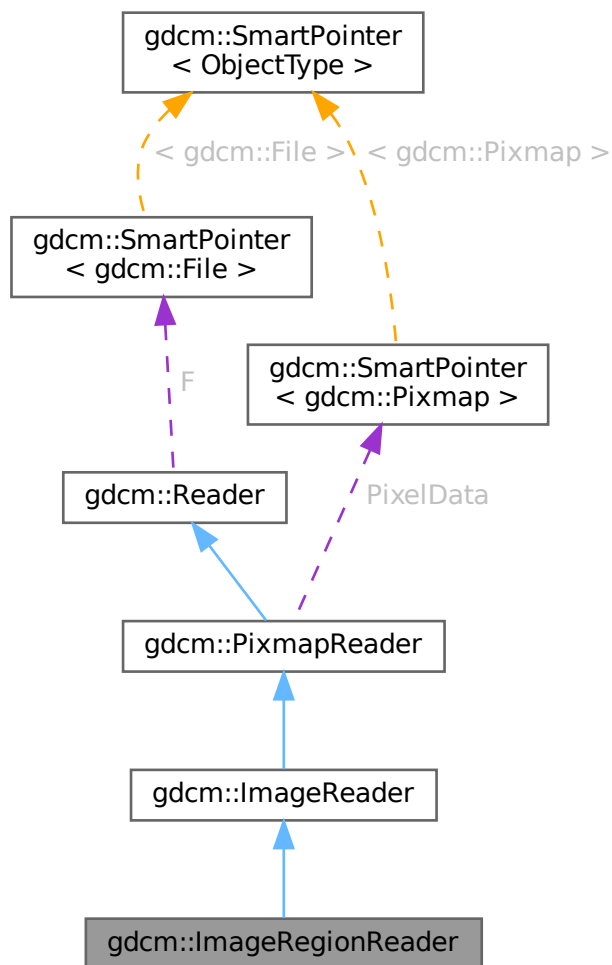 gdcm::SmartPointer
< ObjectType >
< gdcm::File >
< gdcm::Pixmap >
gdcm::SmartPointer
< gdcm::File >
gdcm::SmartPointer
< gdcm::Pixmap >
F
gdcm::Reader
PixelData
gdcm::PixmapReader
gdcm::ImageReader
gdcm::ImageRegionReader